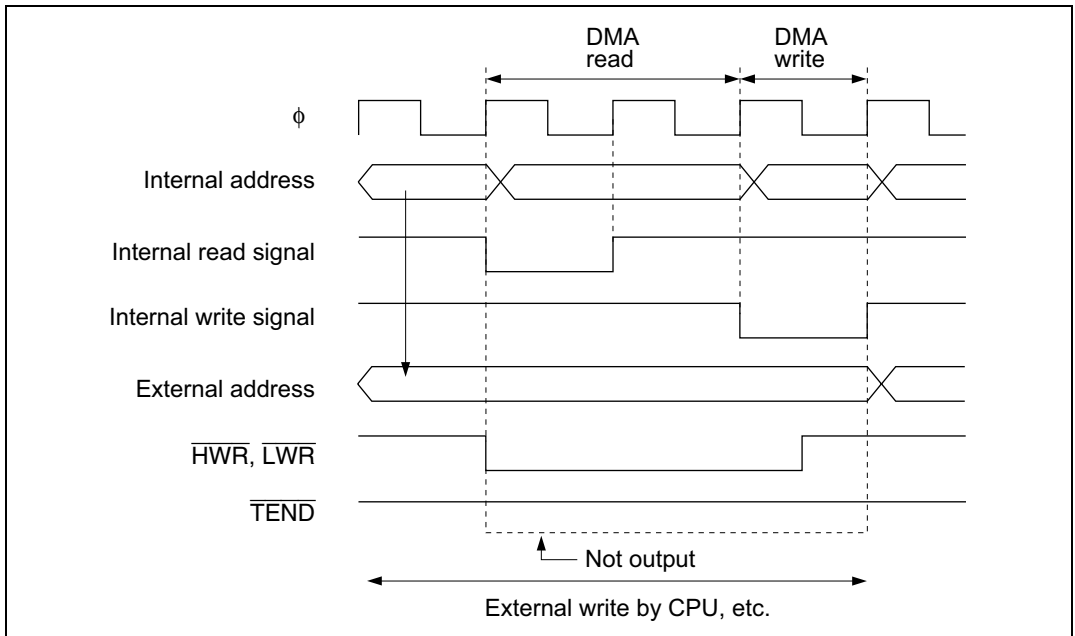 DMA read
DMA write
ϕ
Internal address
Internal read signal
Internal write signal
External address
HWR, LWR
TEND
Not output
External write by CPU, etc.